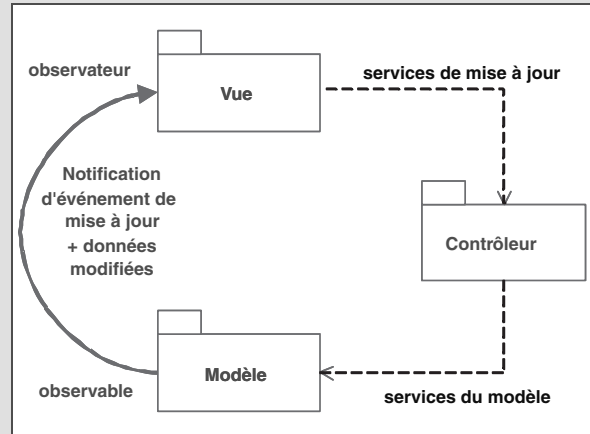 observateur
Vue
services de mise à jour
Notification
d'événement de
mise à jour
+ données
modifiées
Contrôleur
Modèle
observable
services du modèle